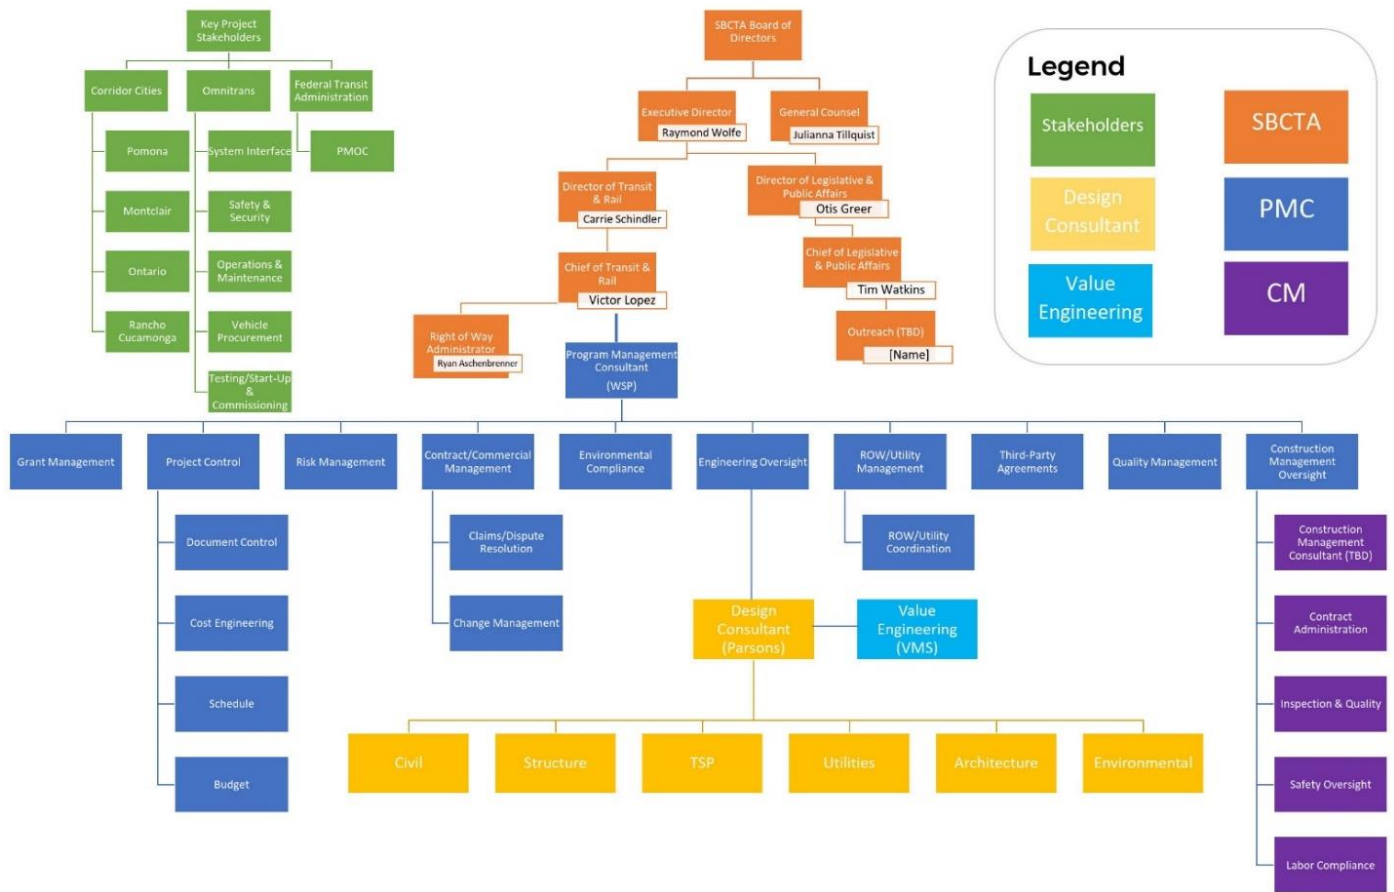 Key Project
Stakeholders
Corridor Cities
Omnitrans
Federal Transit
Administration
Pomona
System Interface
PMOC
Montclair
Safety &
Security
Ontario
Operations &
Maintenance
Rancho
Cucamonga
Vehicle
Procurement
Testing/Start-Up
&
Commissioning
SBCTA Board of
Directors
Executive Director
Raymond Wolfe
General Counsel
Julianna Tillquist
Director of Transit
& Rail
Carrie Schindler
Director of Legislative &
Public Affairs
Otis Greer
Chief of Transit &
Rail
Victor Lopez
Chief of Legislative
& Public Affairs
Tim Watkins
Right of Way
Administrator
Ryan Aschenbrenner
Outreach (TBD)
[Name]
Program Management
Consultant
(WSP)
Legend
Stakeholders
SBCTA
Design
Consultant
PMC
Value
Engineering
CM
Grant Management
Project Control
Risk Management
Contract/Commercial
Management
Environmental
Compliance
Engineering Oversight
ROW/Utility
Management
Third-Party
Agreements
Quality Management
Construction
Management
Oversight
Document Control
Cost Engineering
Schedule
Budget
Claims/Dispute
Resolution
Change Management
ROW/Utility
Coordination
Design
Consultant
(Parsons)
Value
Engineering
(VMS)
Civil
Structure
TSP
Utilities
Architecture
Environmental
Construction
Management
Consultant (TBD)
Contract
Administration
Inspection & Quality
Safety Oversight
Labor Compliance